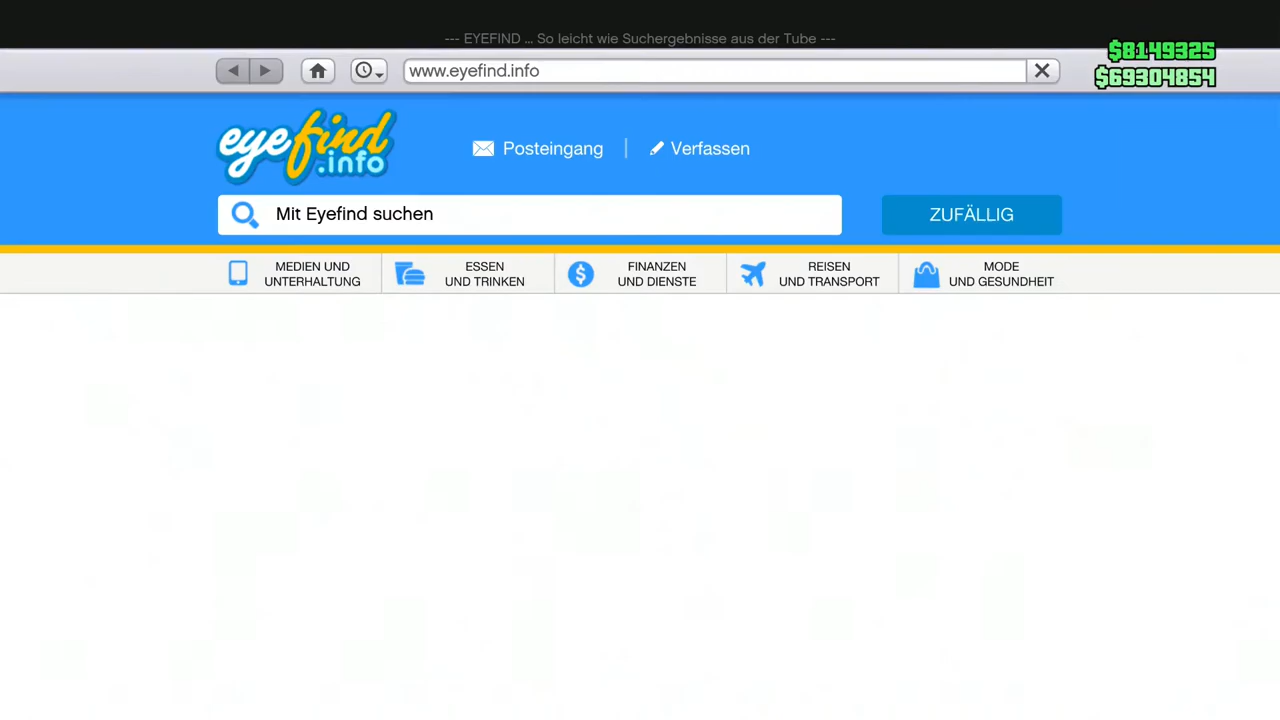 --- EYEFIND ... So leicht wie Suchergebnisse aus der Tube ---
$8149325
www.eyefind.info
$69304854
eyefind
.info
Posteingang | Verfassen
Mit Eyefind suchen
ZUFÄLLIG
MEDIEN UND
UNTERHALTUNG
ESSEN
UND TRINKEN
FINANZEN
UND DIENSTE
REISEN
UND TRANSPORT
MODE
UND GESUNDHEIT